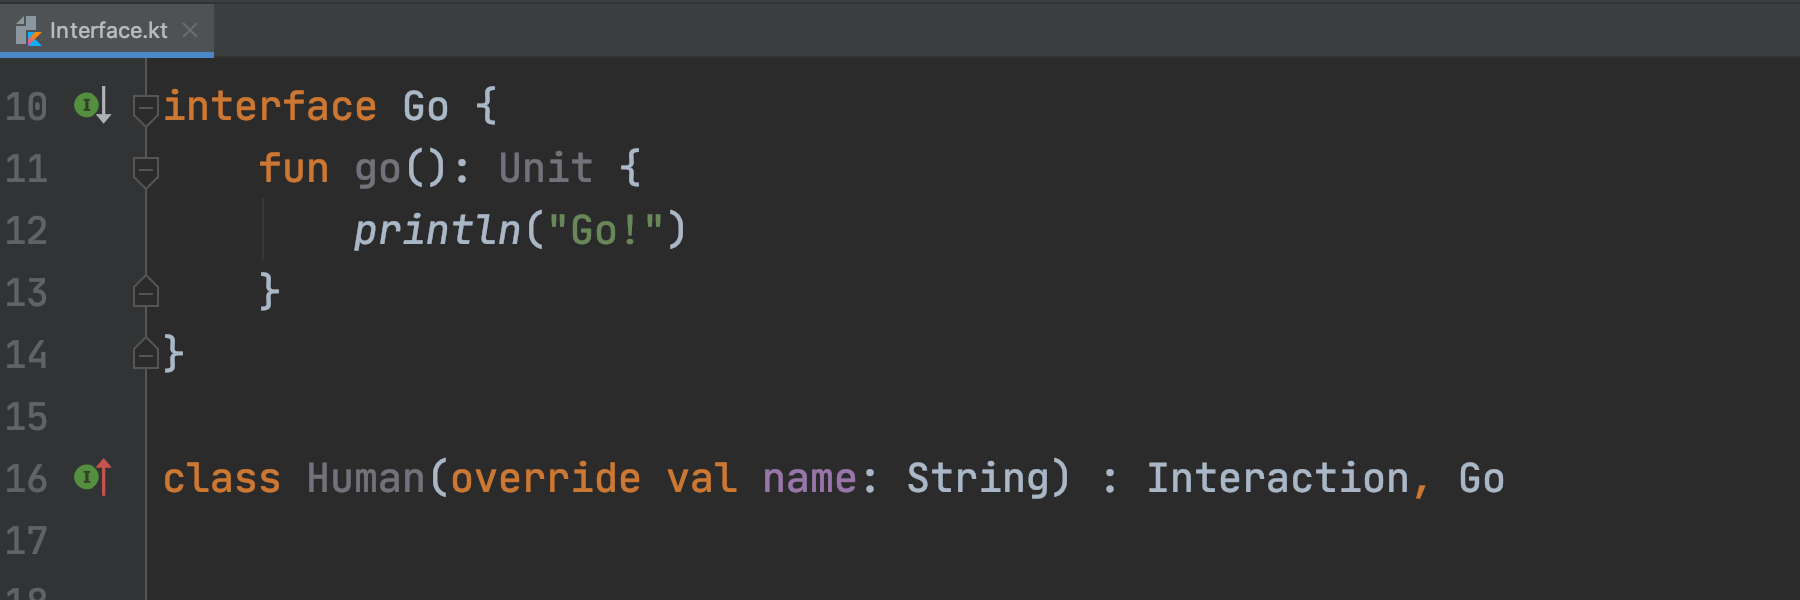 Interface.kt
10 interface Go {
11 fun go(): Unit {
12 println("Go!")
13 }
14 }
15
16 class Human(override val name: String) : Interaction, Go
17
18